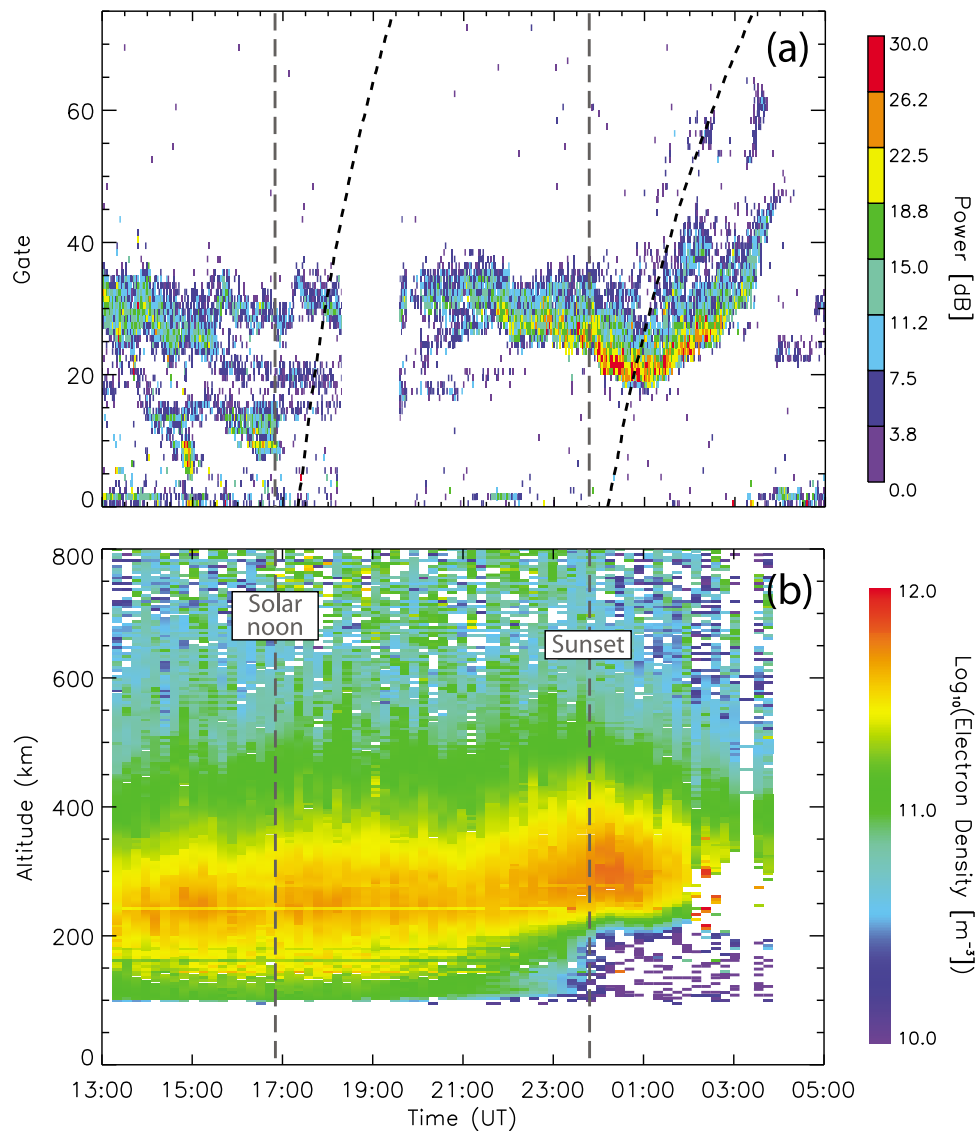 (a)
60
40
20
0
Gate
30.0
26.2
22.5
18.8
15.0
11.2
7.5
3.8
0.0
Power [dB]
(b)
800
600
400
200
0
Altitude (km)
Solar
noon
Sunset
12.0
11.0
10.0
Log₁₀(Electron Density [m⁻³])
13:00 17:00 19:00 21:00 23:00 01:00 03:00 05:00
15:00
Time (UT)